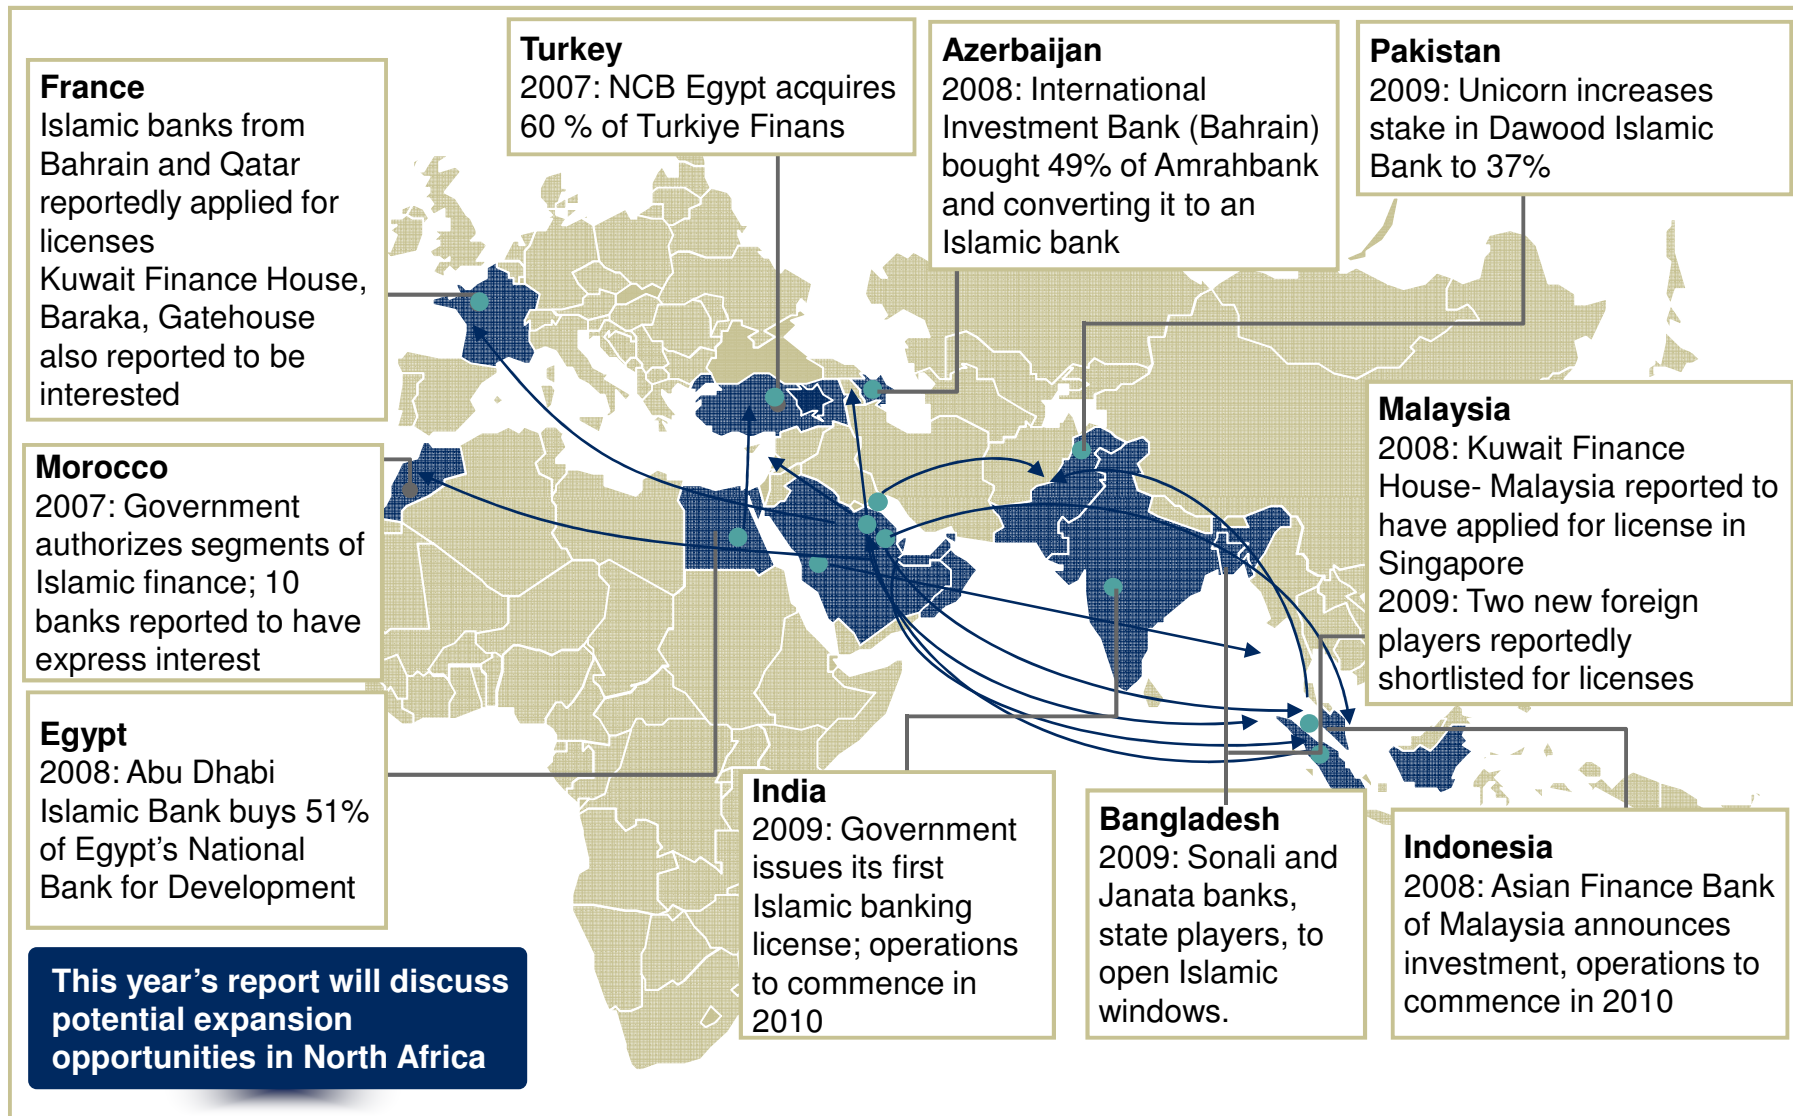 France
Islamic banks from
Bahrain and Qatar
reportedly applied for
licenses
Kuwait Finance House,
Baraka, Gatehouse
also reported to be
interested
Turkey
2007: NCB Egypt acquires
60 % of Turkiye Finans
Azerbaijan
2008: International
Investment Bank (Bahrain)
bought 49% of Amrahbank
and converting it to an
Islamic bank
Pakistan
2009: Unicorn increases
stake in Dawood Islamic
Bank to 37%
Morocco
2007: Government
authorizes segments of
Islamic finance; 10
banks reported to have
express interest
Malaysia
2008: Kuwait Finance
House- Malaysia reported to
have applied for license in
Singapore
2009: Two new foreign
players reportedly
shortlisted for licenses
Egypt
2008: Abu Dhabi
Islamic Bank buys 51%
of Egypt's National
Bank for Development
India
2009: Government
issues its first
Islamic banking
license; operations
to commence in
2010
Bangladesh
2009: Sonali and
Janata banks,
state players, to
open Islamic
windows.
Indonesia
2008: Asian Finance Bank
of Malaysia announces
investment, operations to
commence in 2010
This year's report will discuss
potential expansion
opportunities in North Africa